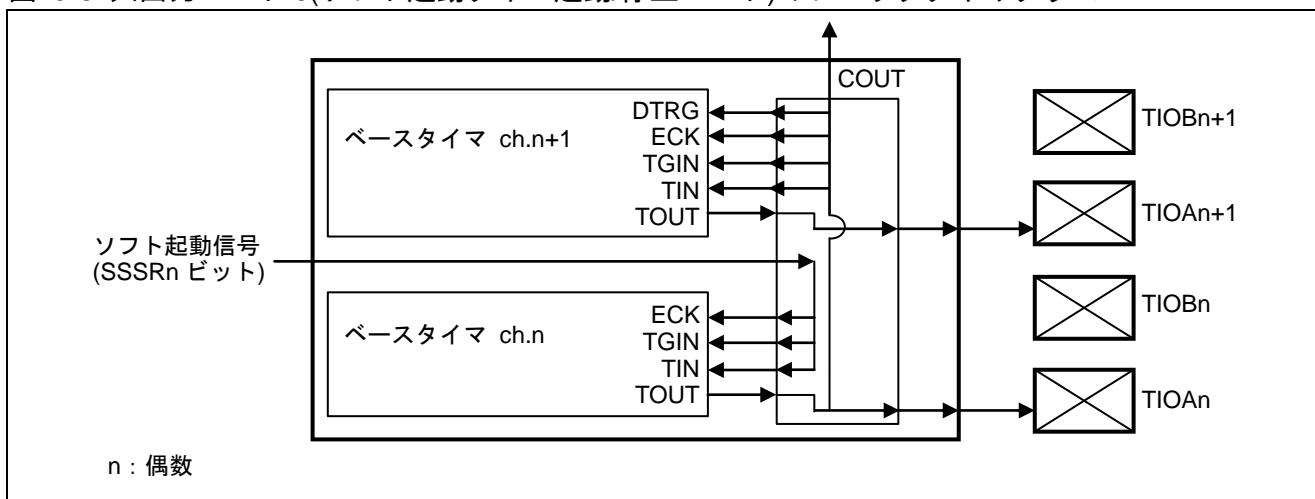 COUT
DTRG
ECK
TGIN
TIN
TOUT
ベースタイマ ch.n+1
TIOBn+1
TIOAn+1
ソフト起動信号
(SSSRn ビット)
ECK
TGIN
TIN
TOUT
ベースタイマ ch.n
TIOBn
TIOAn
n：偶数